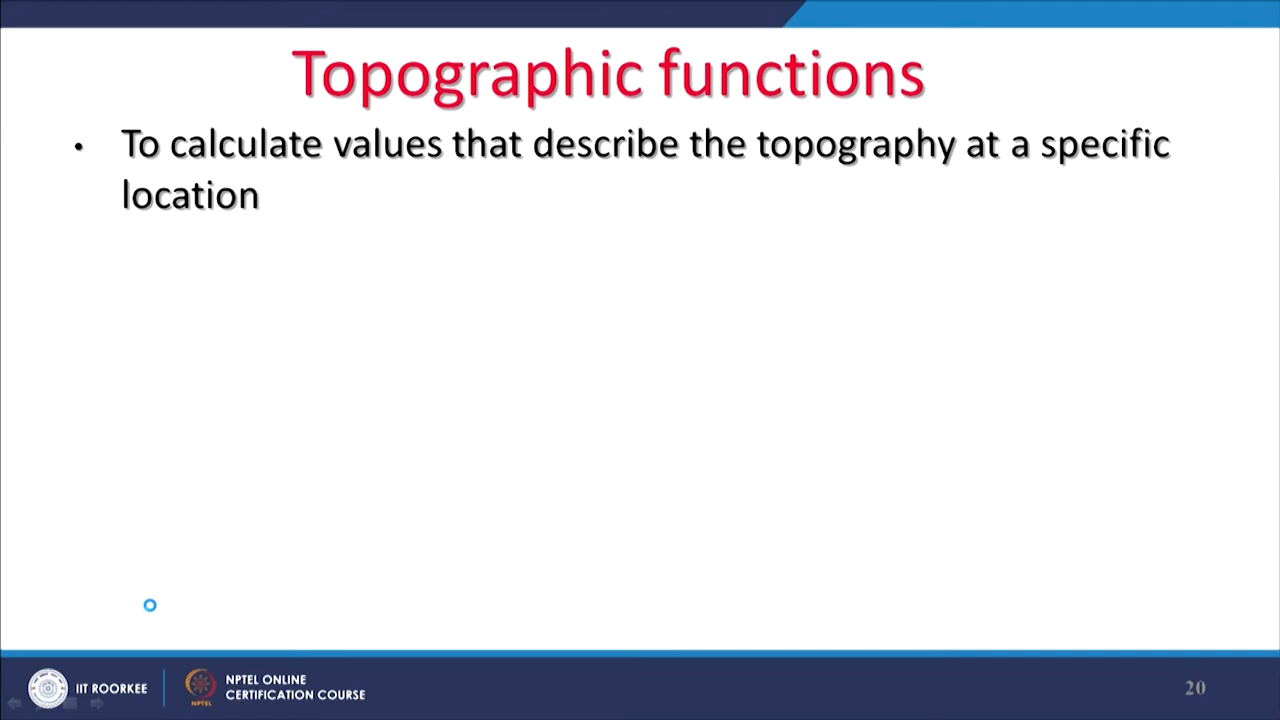 Topographic functions
• To calculate values that describe the topography at a specific
location
IIT ROORKEE
NPTEL
NPTEL ONLINE
CERTIFICATION COURSE
20